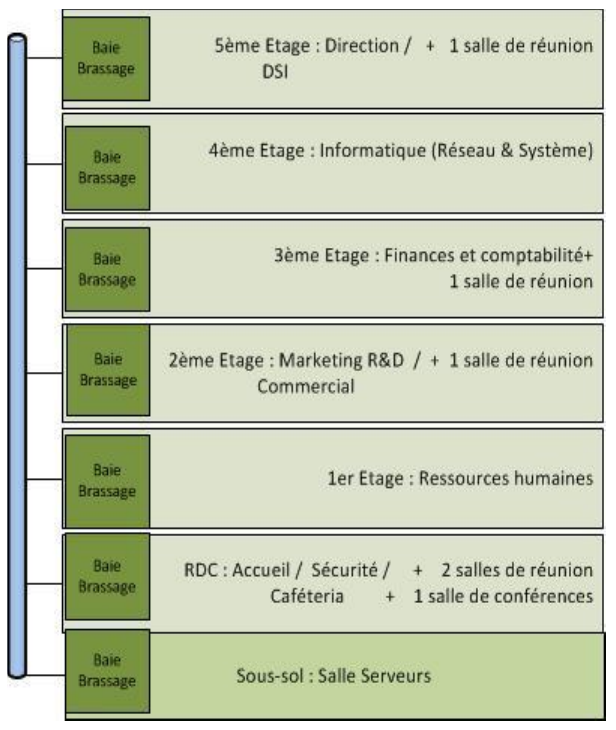 Baie
Brassage
5ème Etage : Direction / + 1 salle de réunion
DSI
Baie
Brassage
4ème Etage : Informatique (Réseau & Système)
Baie
Brassage
3ème Etage : Finances et comptabilité+
1 salle de réunion
Baie
Brassage
2ème Etage : Marketing R&D / + 1 salle de réunion
Commercial
Baie
Brassage
1er Etage : Ressources humaines
Baie
Brassage
RDC : Accueil / Sécurité / + 2 salles de réunion
Caféteria + 1 salle de conférences
Baie
Brassage
Sous-sol : Salle Serveurs